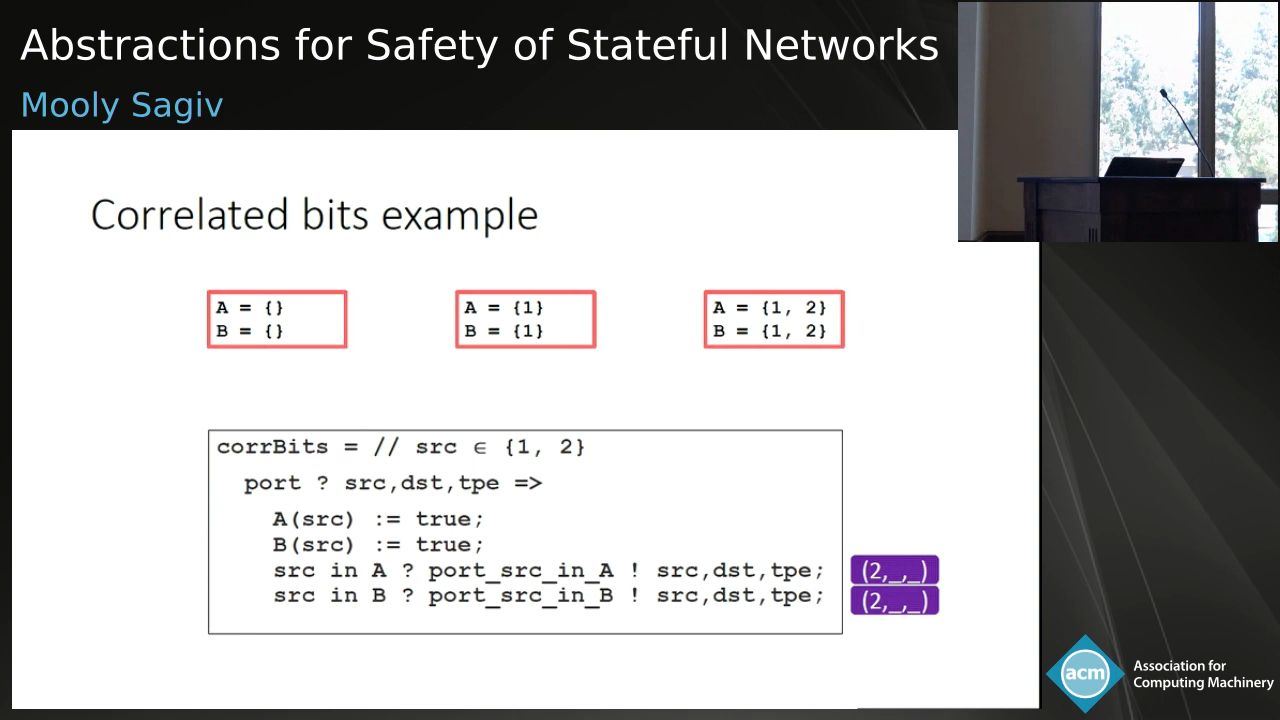 Abstractions for Safety of Stateful Networks
Mooly Sagiv
Correlated bits example
A = {}
B = {}
A = {1}
B = {1}
A = {1, 2}
B = {1, 2}
corrBits = // src ∈ {1, 2}
port ? src,dst,tpe =>
A(src) := true;
B(src) := true;
src in A ? port_src_in_A ! src,dst,tpe;
src in B ? port_src_in_B ! src,dst,tpe;
(2,_,_)
(2,_,_)
acm
Association for
Computing Machinery